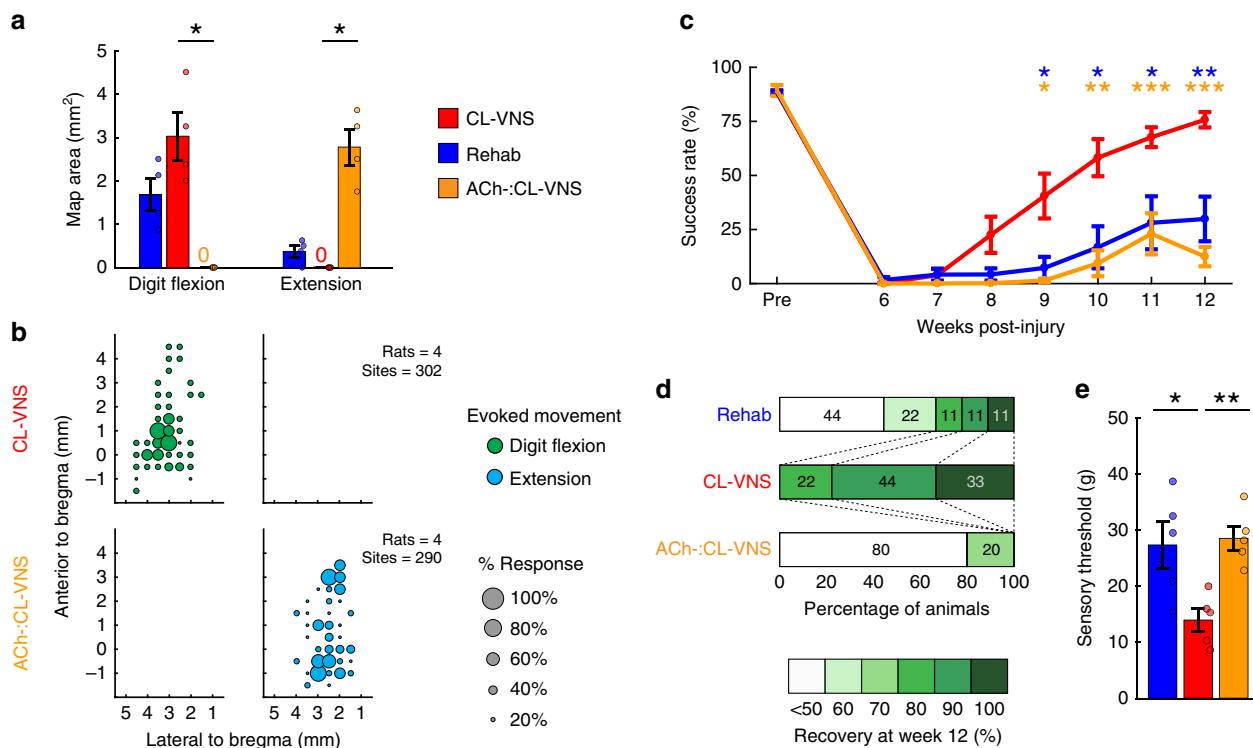 a
*
*
Map area (mm²)
5
4
3
2
1
0
0
0
Digit flexion
Extension
CL-VNS
Rehab
ACh-:CL-VNS
b
CL-VNS
ACh-:CL-VNS
Anterior to bregma (mm)
4
3
2
1
0
−1
Rats = 4
Sites = 302
4
3
2
1
0
−1
Rats = 4
Sites = 290
5 4 3 2 1
5 4 3 2 1
Lateral to bregma (mm)
Evoked movement
Digit flexion
Extension
% Response
100%
80%
60%
40%
20%
c
* * * **
* ** *** ***
Success rate (%)
100
75
50
25
0
Pre 6 7 8 9 10 11 12
Weeks post-injury
d
Rehab
44 22 11 11 11
CL-VNS
22 44 33
ACh-:CL-VNS
80 20
0 20 40 60 80 100
Percentage of animals
<50 60 70 80 90 100
Recovery at week 12 (%)
e
* **
Sensory threshold (g)
50
40
30
20
10
0